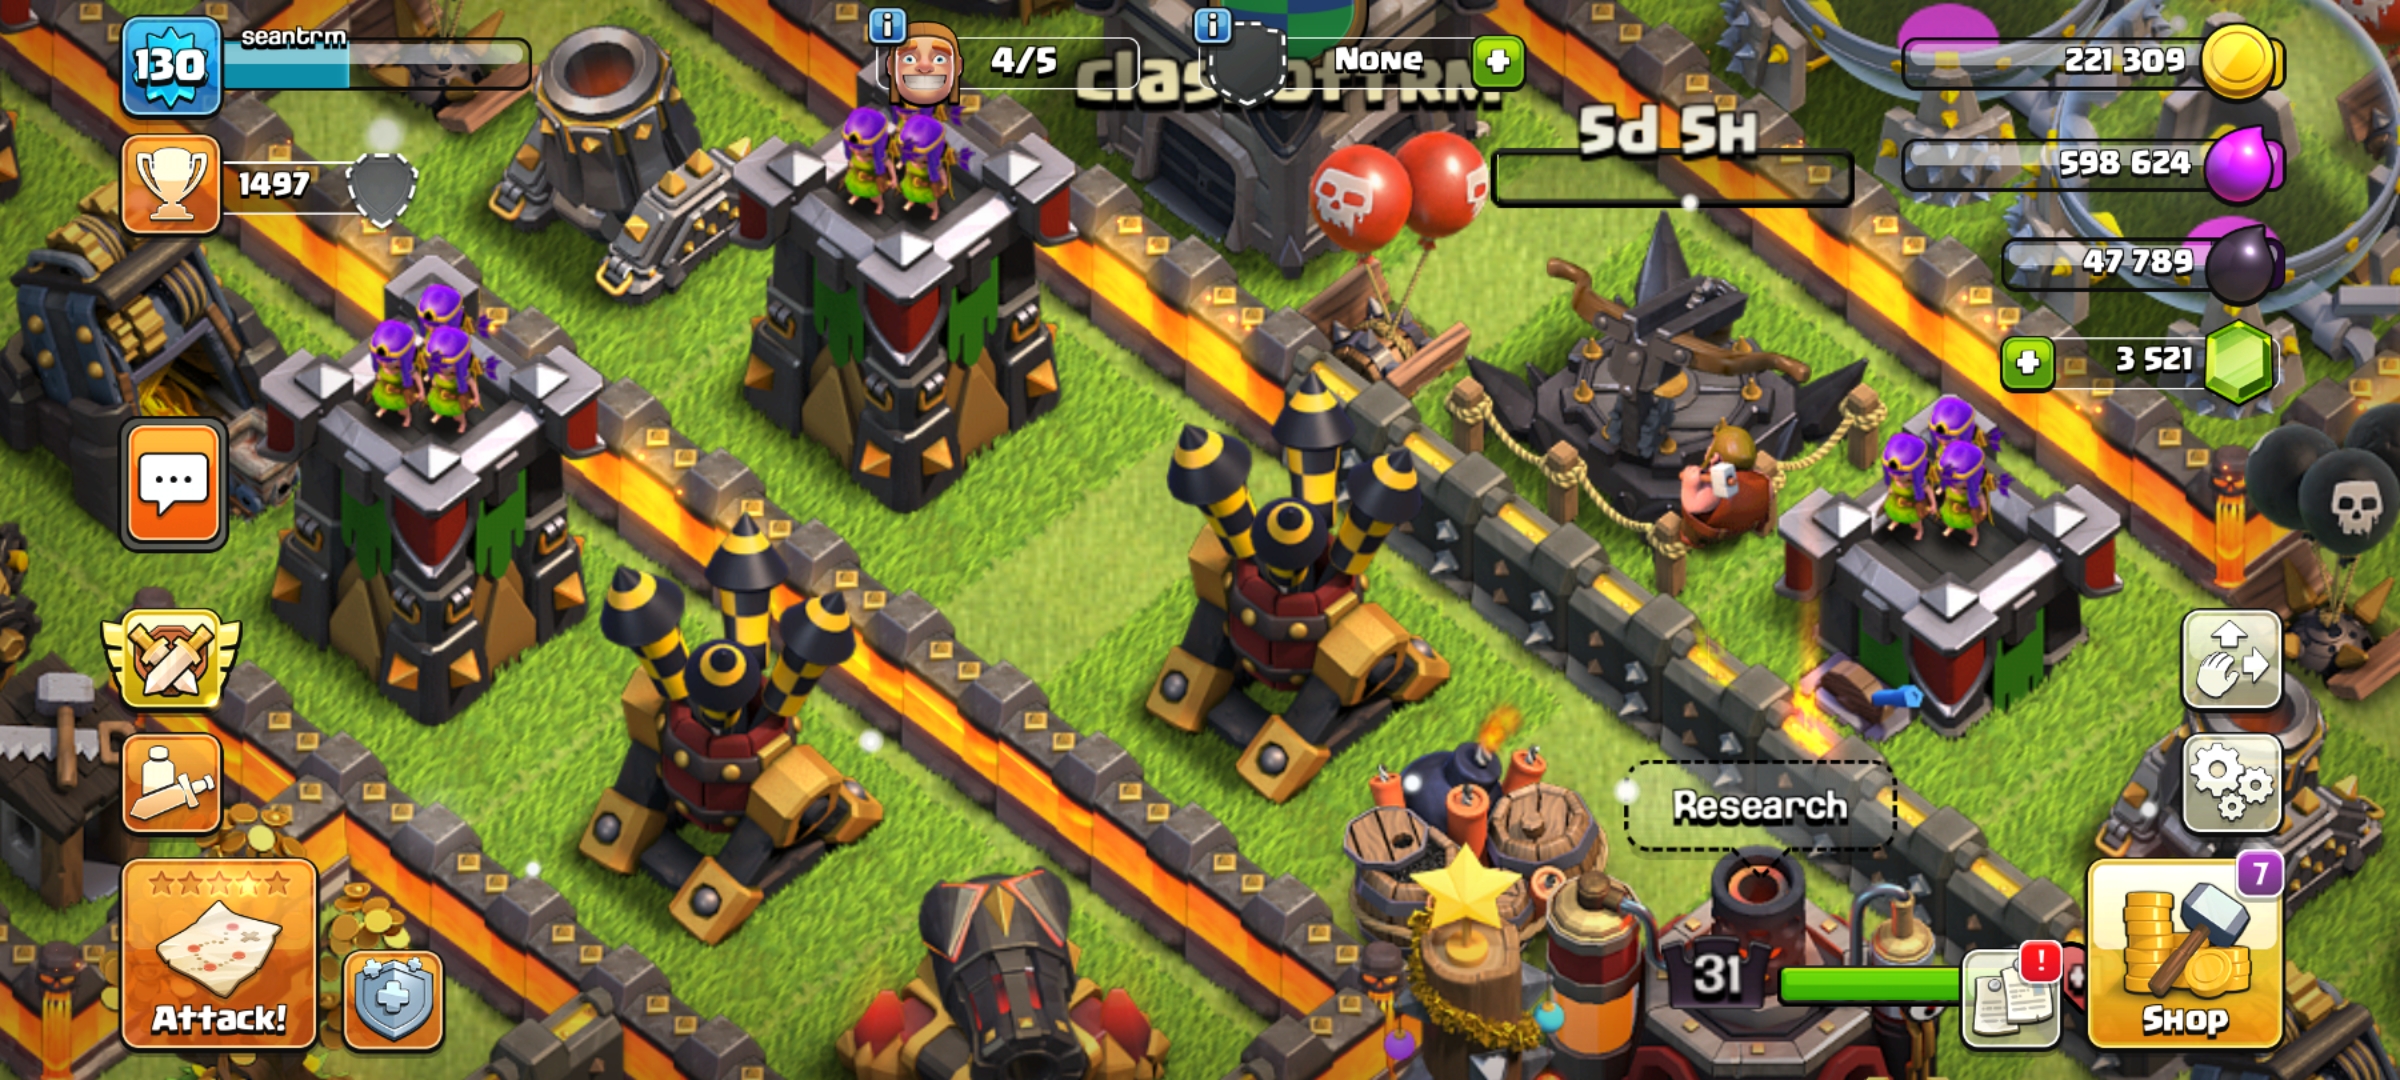 130
seantrm
4/5
None
221 309
clas
5d 5H
598 624
1497
47 789
3 521
Research
7
31
Attack!
Shop